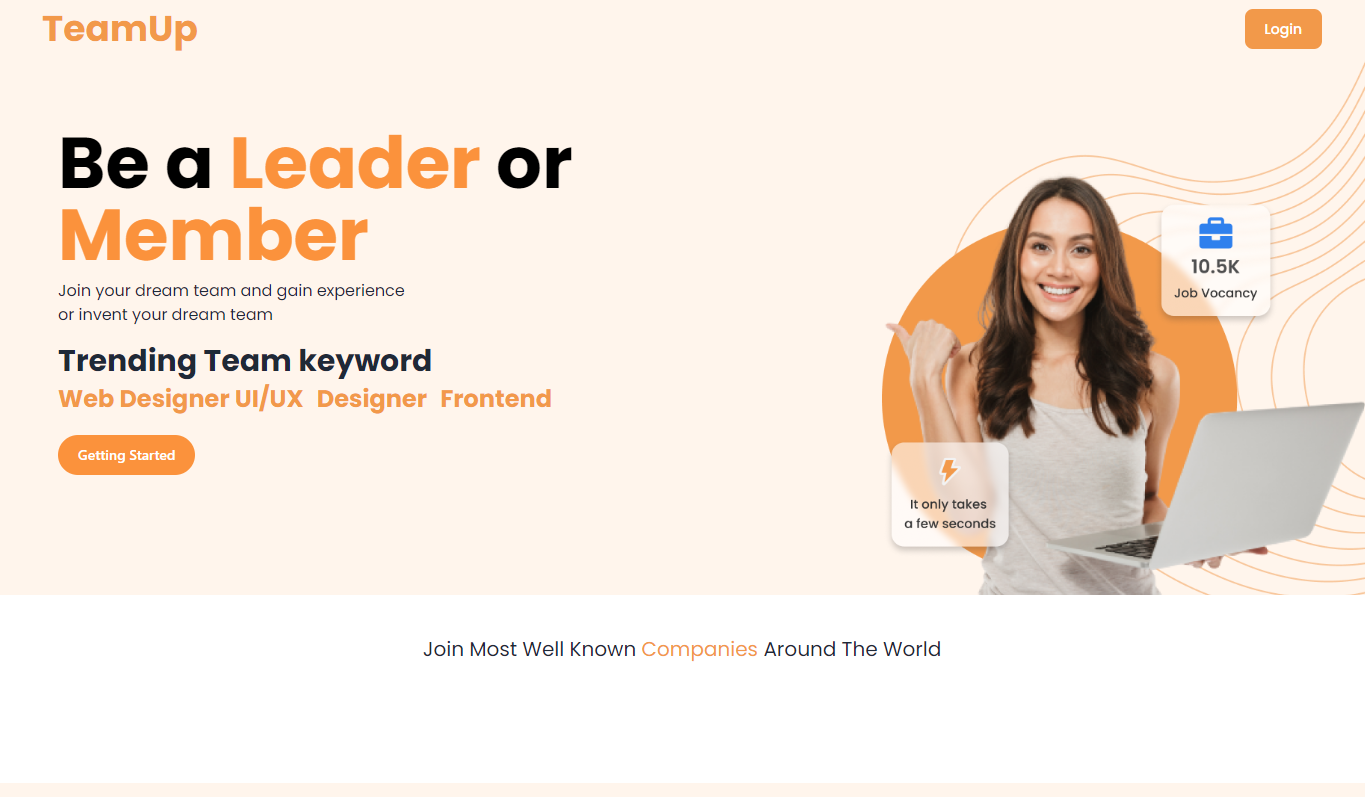 TeamUp
Login
Be a Leader or
Member
Join your dream team and gain experience
or invent your dream team
Trending Team keyword
Web Designer UI/UX Designer Frontend
Getting Started
10.5K
Job Vocancy
It only takes
a few seconds
Join Most Well Known Companies Around The World